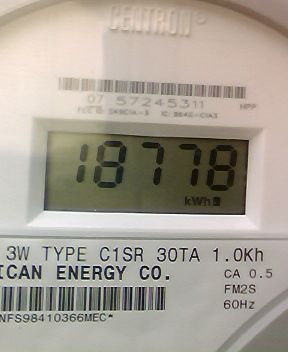 CENTRON®
07 57245311 HPP
18778
kWh
3W TYPE C1SR 30TA 1.0Kh
ICAN ENERGY CO. CA 0.5
FM2S
60Hz
NFS98410366MEC*